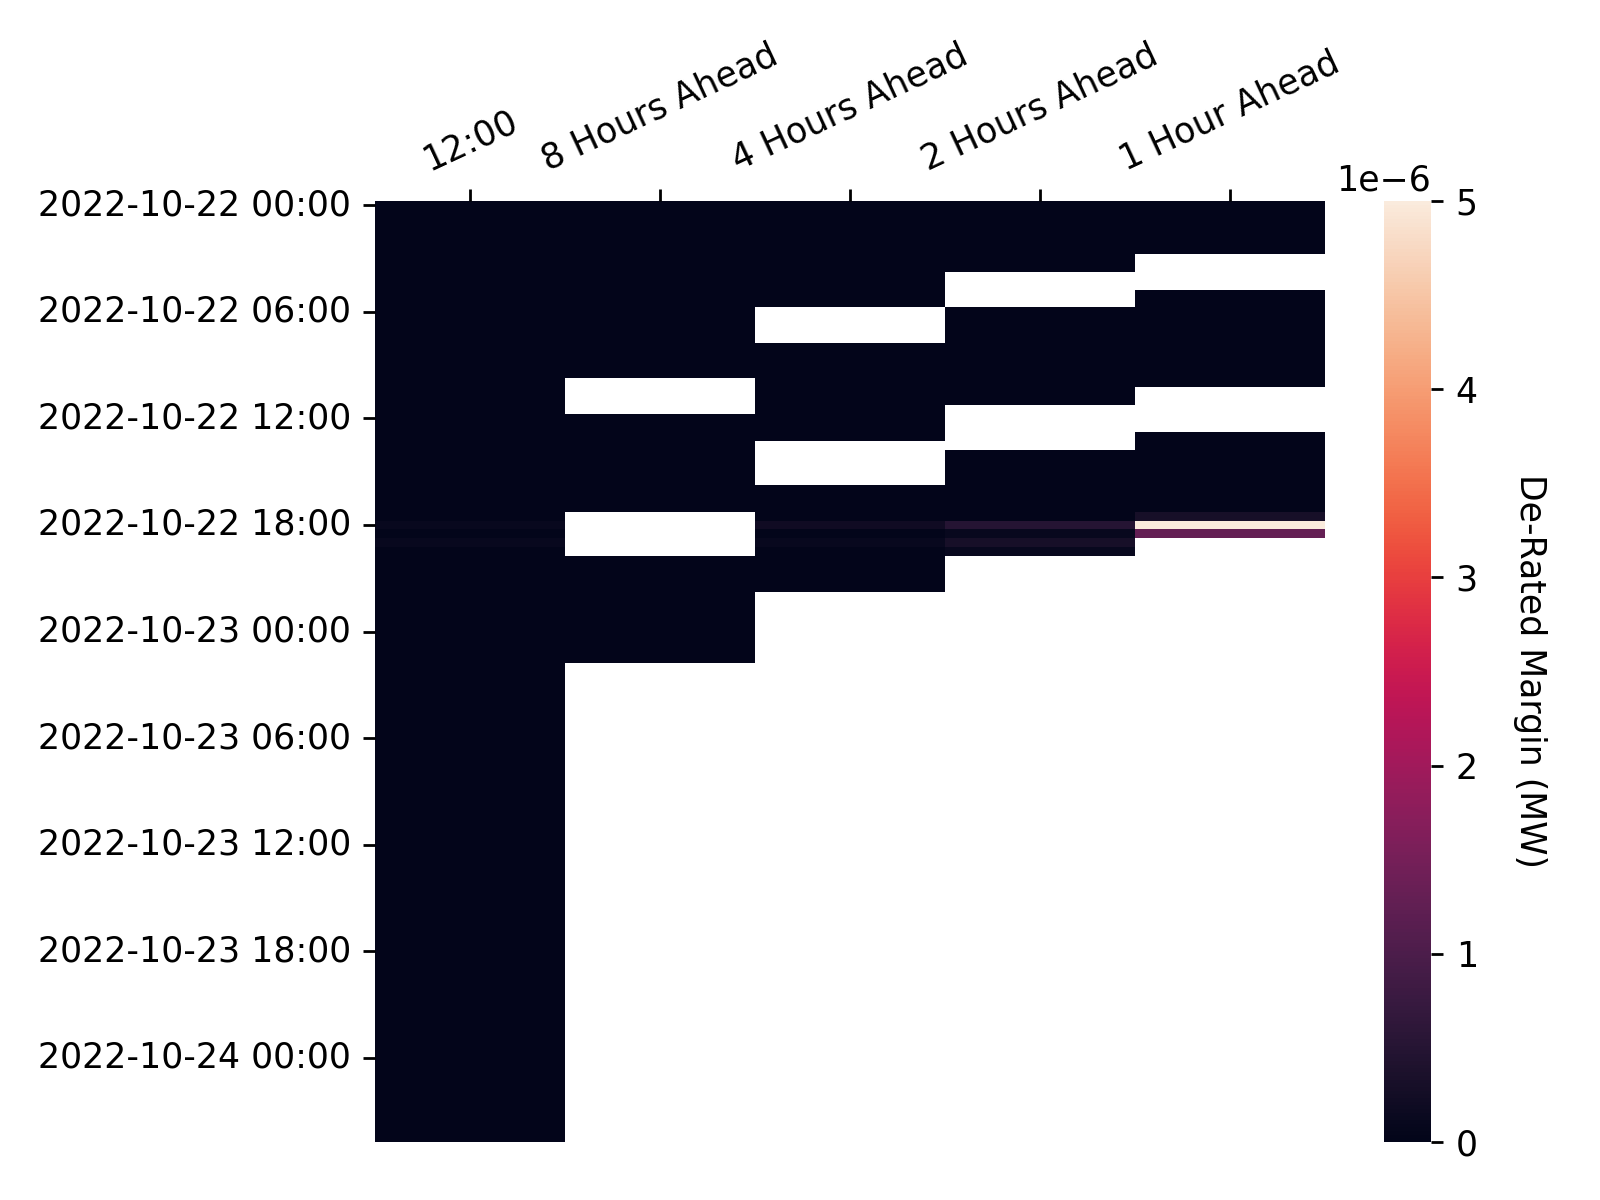 12:00
8 Hours Ahead
4 Hours Ahead
2 Hours Ahead
1 Hour Ahead
1e−6
2022-10-22 00:00
2022-10-22 06:00
2022-10-22 12:00
2022-10-22 18:00
2022-10-23 00:00
2022-10-23 06:00
2022-10-23 12:00
2022-10-23 18:00
2022-10-24 00:00
5
4
3
2
1
0
De-Rated Margin (MW)